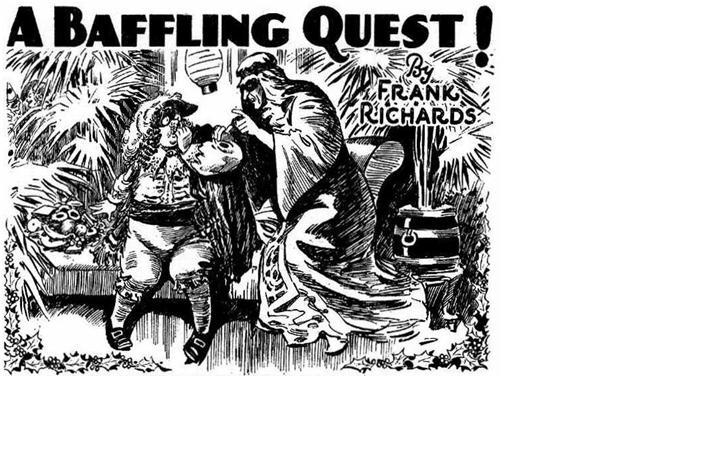 A BAFFLING QUEST!
By
FRANK
RICHARDS